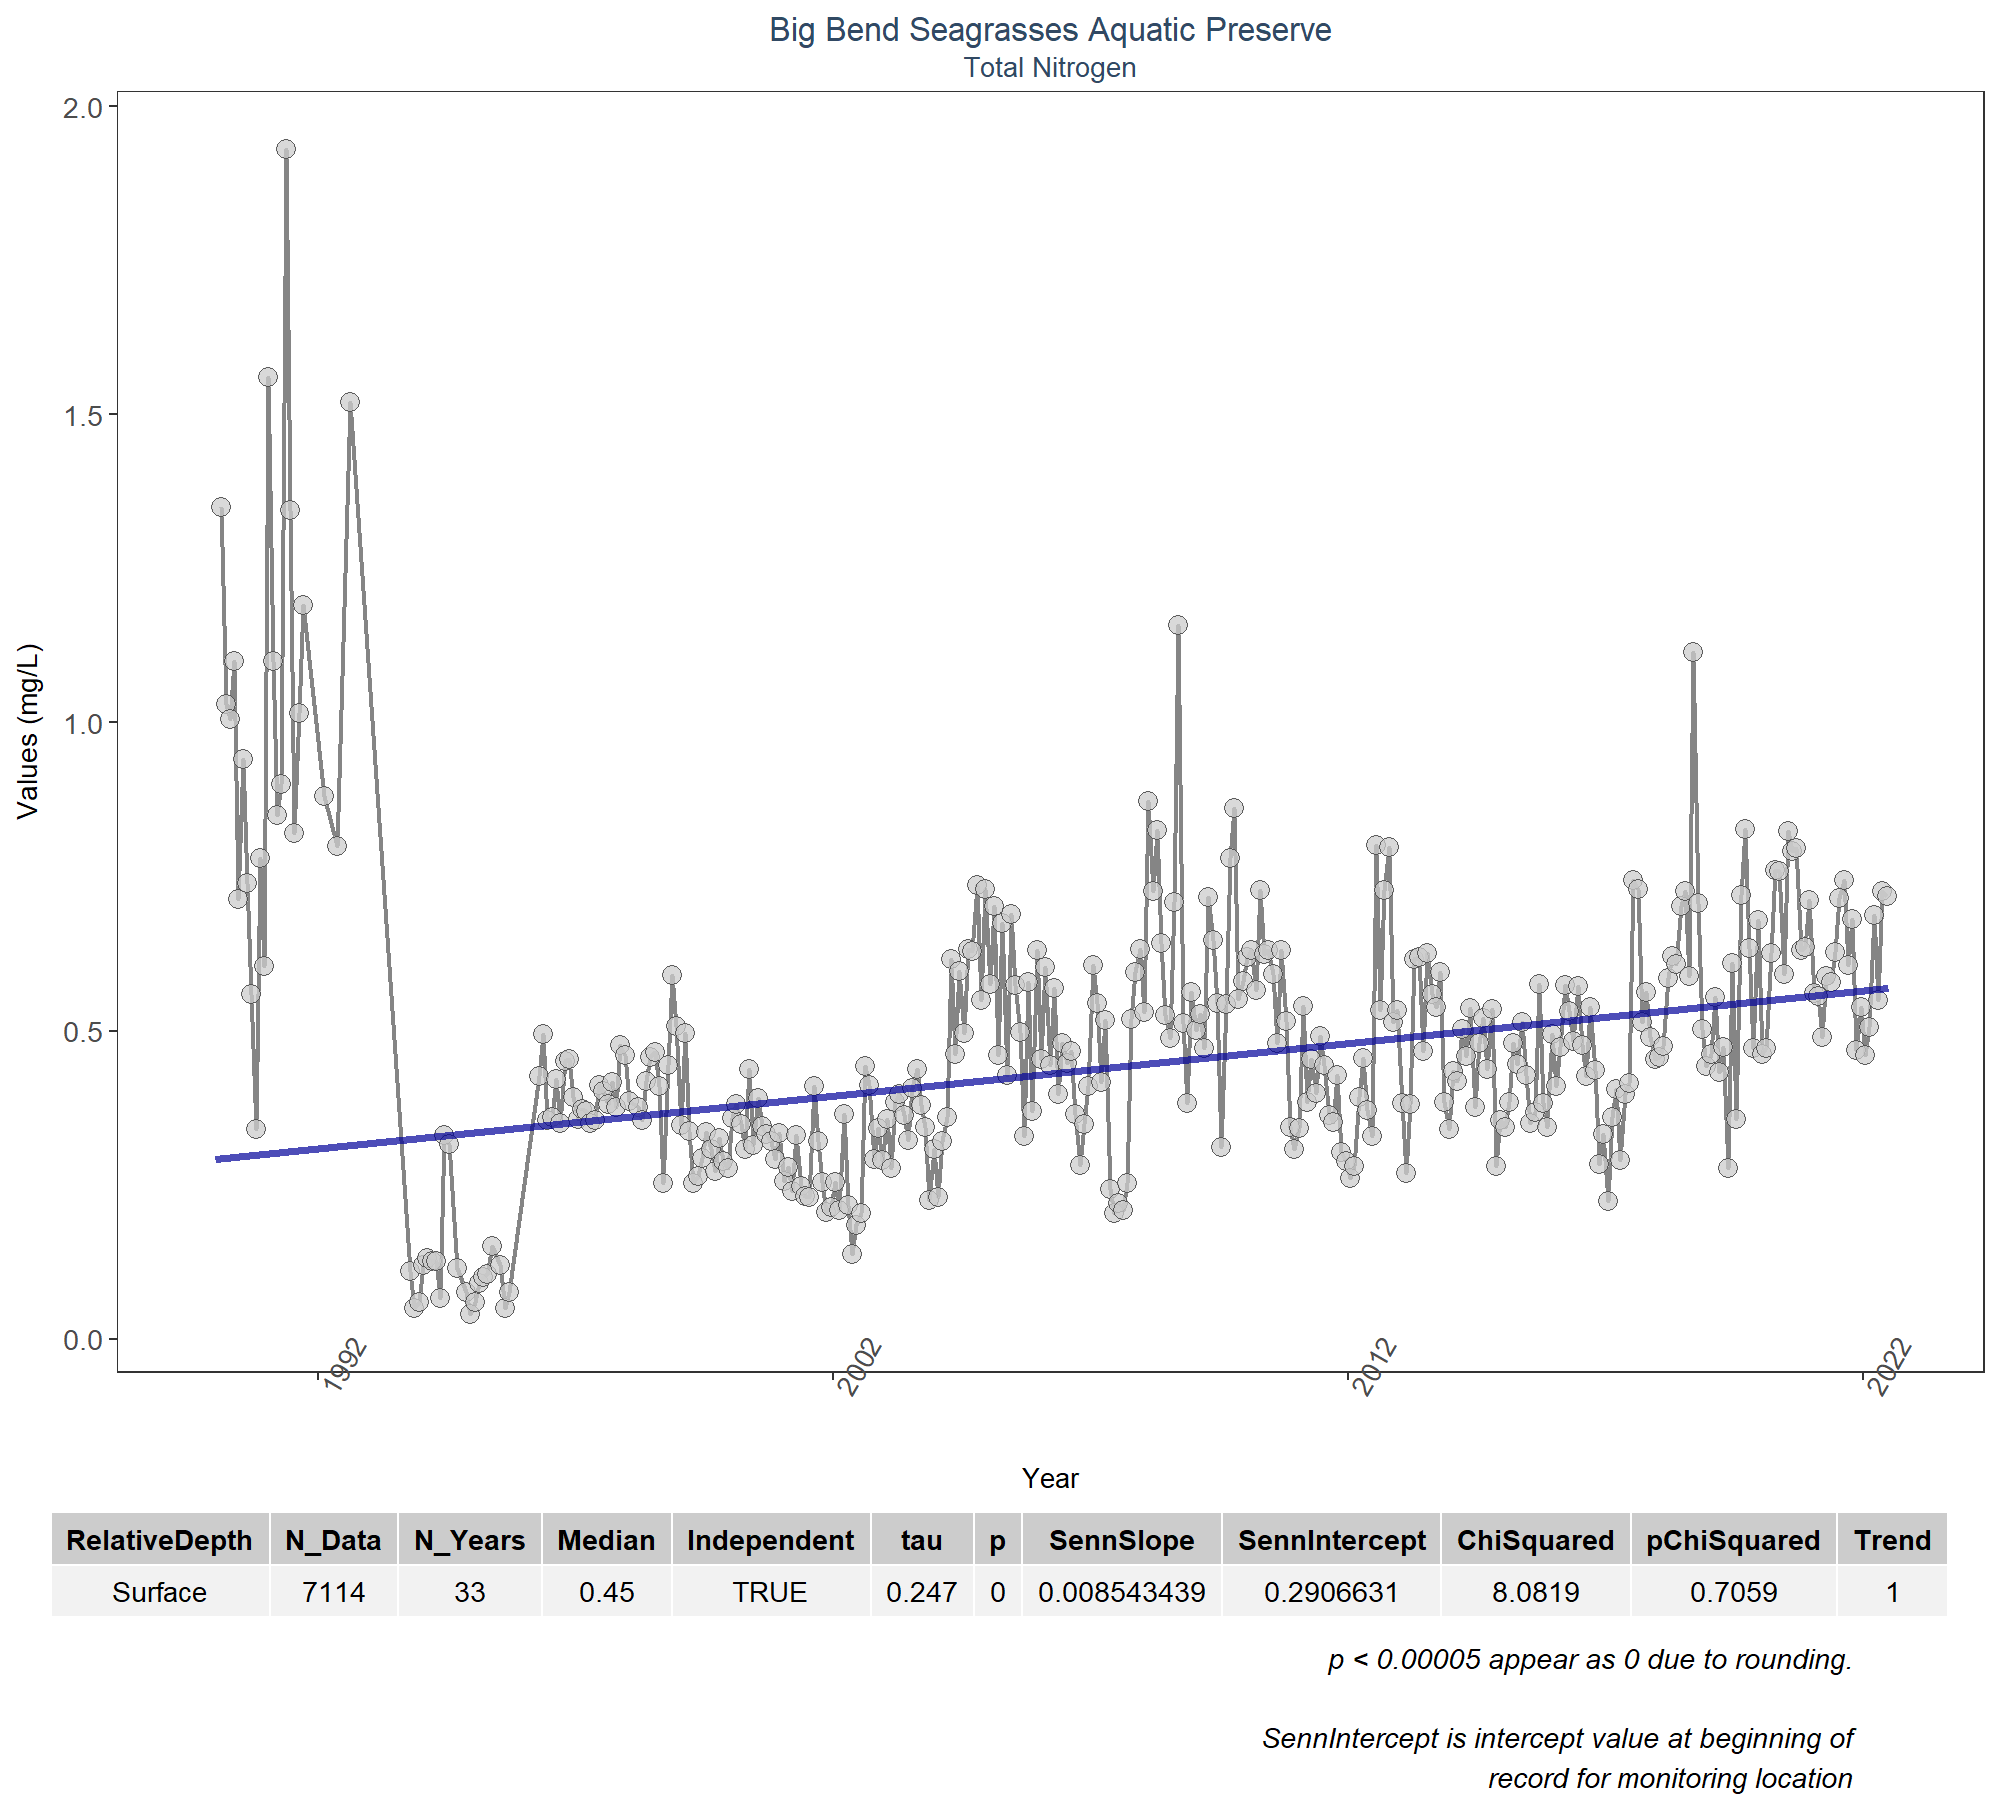 Big Bend Seagrasses Aquatic Preserve
Total Nitrogen
2.0
1.5
1.0
0.5
0.0
Values (mg/L)
1992
2002
2012
2022
Year
RelativeDepth N_Data N_Years Median Independent tau p SennSlope SennIntercept ChiSquared pChiSquared Trend
Surface 7114 33 0.45 TRUE 0.247 0 0.008543439 0.2906631 8.0819 0.7059 1
p < 0.00005 appear as 0 due to rounding.
SennIntercept is intercept value at beginning of
record for monitoring location